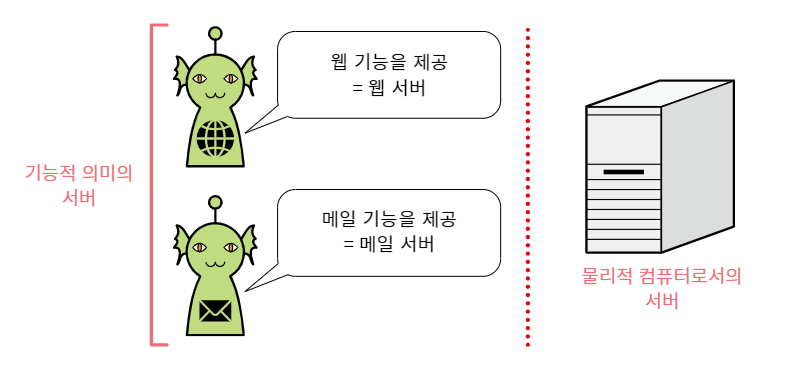 웹 기능을 제공
= 웹 서버
기능적 의미의
서버
메일 기능을 제공
= 메일 서버
물리적 컴퓨터로서의
서버